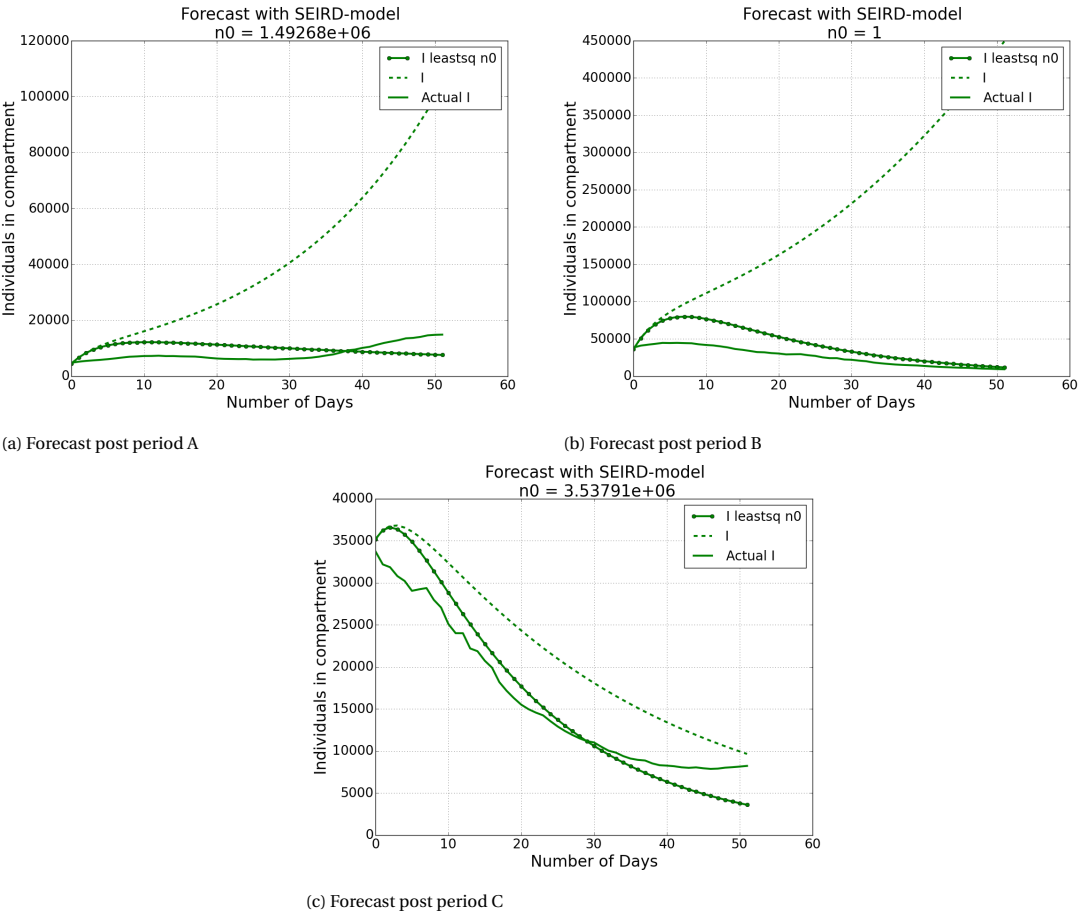 Forecast with SEIRD-model
n0 = 1.49268e+06
120000
100000
80000
60000
40000
20000
0
Individuals in compartment
I leastsq n0
I
Actual I
0 10 20 30 40 50 60
Number of Days
(a) Forecast post period A
Forecast with SEIRD-model
n0 = 1
450000
400000
350000
300000
250000
200000
150000
100000
50000
0
Individuals in compartment
I leastsq n0
I
Actual I
0 10 20 30 40 50 60
Number of Days
(b) Forecast post period B
Forecast with SEIRD-model
n0 = 3.53791e+06
40000
35000
30000
25000
20000
15000
10000
5000
0
Individuals in compartment
I leastsq n0
I
Actual I
0 10 20 30 40 50 60
Number of Days
(c) Forecast post period C